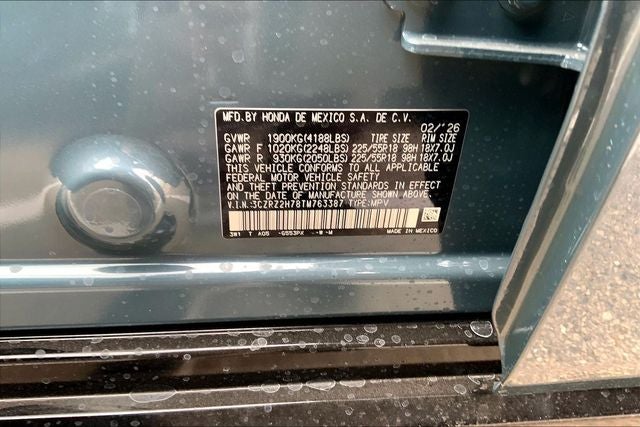 MFD.BY HONDA DE MEXICO S.A. DE C.V.
02/'26
GVWR 1900KG(4188LBS) TIRE SIZE RIM SIZE
GAWR F 1020KG(2248LBS) 225/55R18 98H 18X7.0J
GAWR R 930KG(2050LBS) 225/55R18 98H 18X7.0J
THIS VEHICLE CONFORMS TO ALL APPLICABLE
FEDERAL MOTOR VEHICLE SAFETY
AND THEFT PREVENTION STANDARDS IN EFFECT
ON THE DATE OF MANUFACTURE SHOWN ABOVE.
V.I.N.:3CZRZ2H78TM763387 TYPE:MPV
3W1 T A05 -G553PX -W -M MADE IN MEXICO